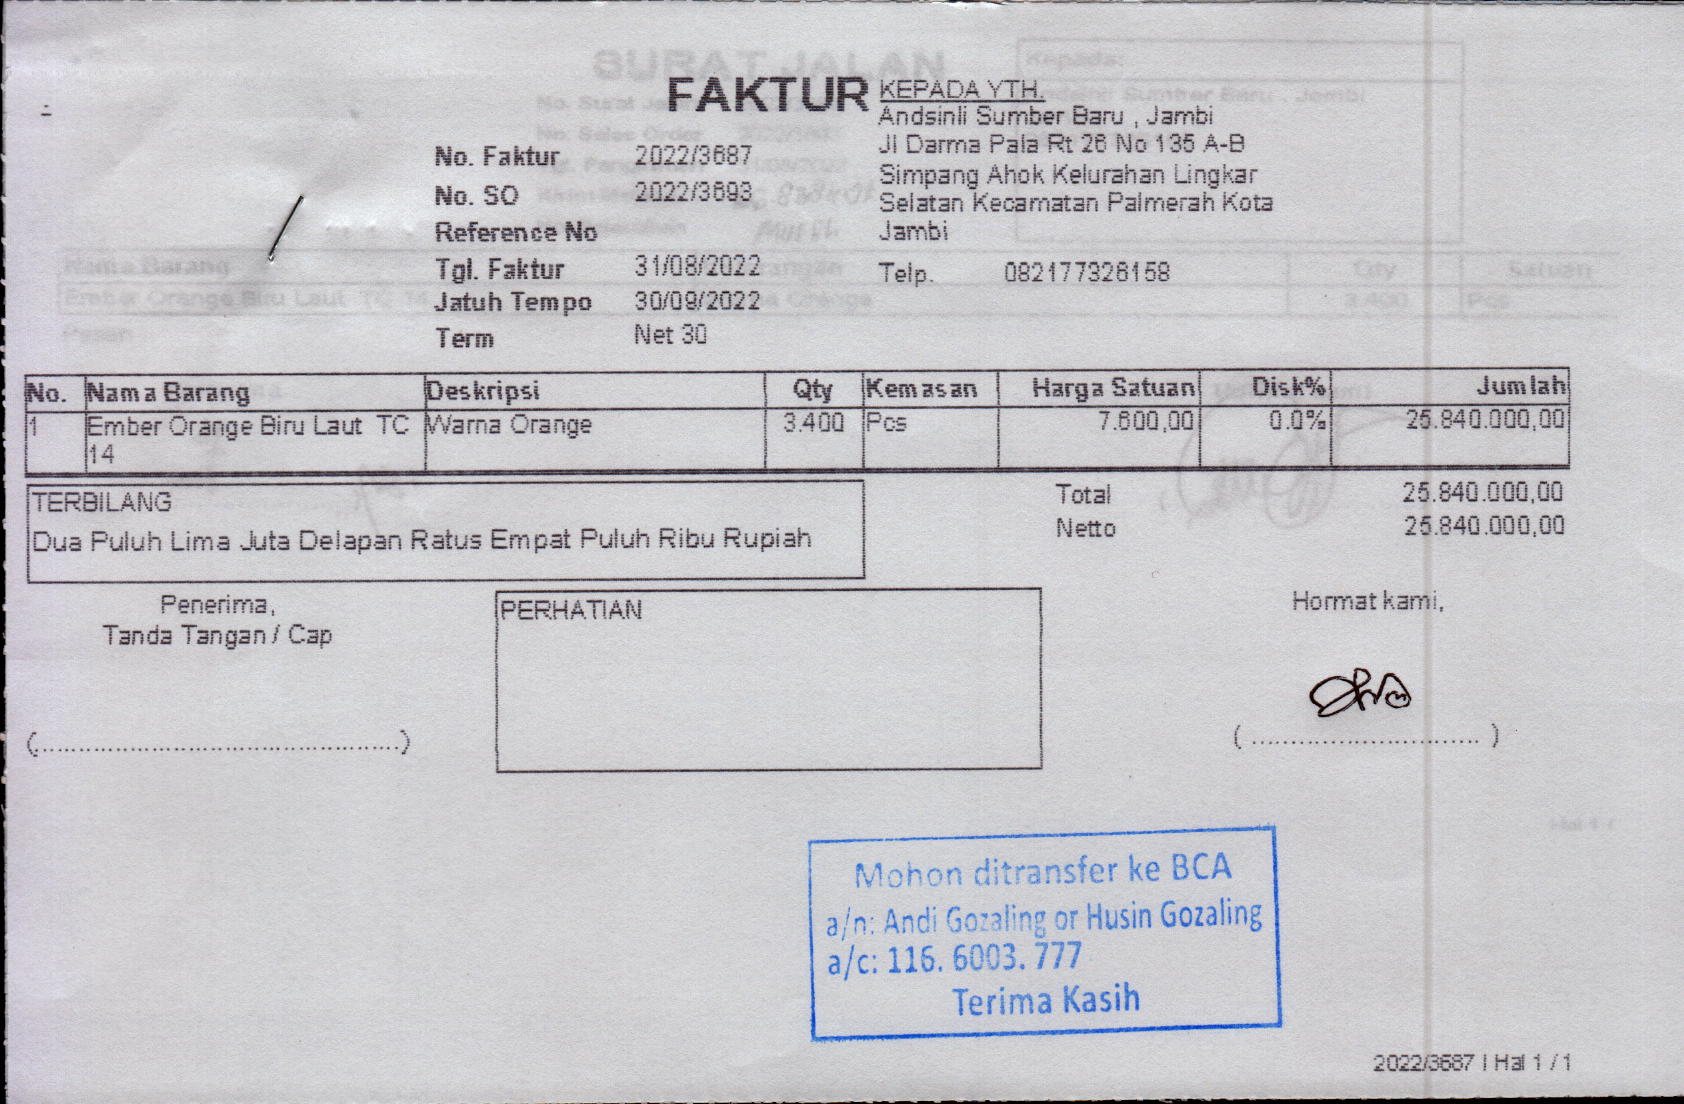 FAKTUR
KEPADA YTH.
Andsinli Sumber Baru , Jambi
Jl Darma Pala Rt 26 No 135 A-B
Simpang Ahok Kelurahan Lingkar
Selatan Kecamatan Palmerah Kota
Jambi
Telp. 082177326158
No. Faktur 2022/3687
No. SO 2022/3693
Reference No
Tgl. Faktur 31/08/2022
Jatuh Tempo 30/09/2022
Term Net 30
No. Nama Barang Deskripsi Qty Kemasan Harga Satuan Disk% Jumlah
1 Ember Orange Biru Laut TC Warna Orange 3.400 Pcs 7.600,00 0.0% 25.840.000,00
14
TERBILANG
Dua Puluh Lima Juta Delapan Ratus Empat Puluh Ribu Rupiah
Total 25.840.000,00
Netto 25.840.000,00
Penerima,
Tanda Tangan / Cap
(................................................)
PERHATIAN
Hormat kami,
( ............................. )
Mohon ditransfer ke BCA
a/n: Andi Gozaling or Husin Gozaling
a/c: 116. 6003. 777
Terima Kasih
2022/3687 | Hal 1 / 1
SURAT JALAN
Kepada: